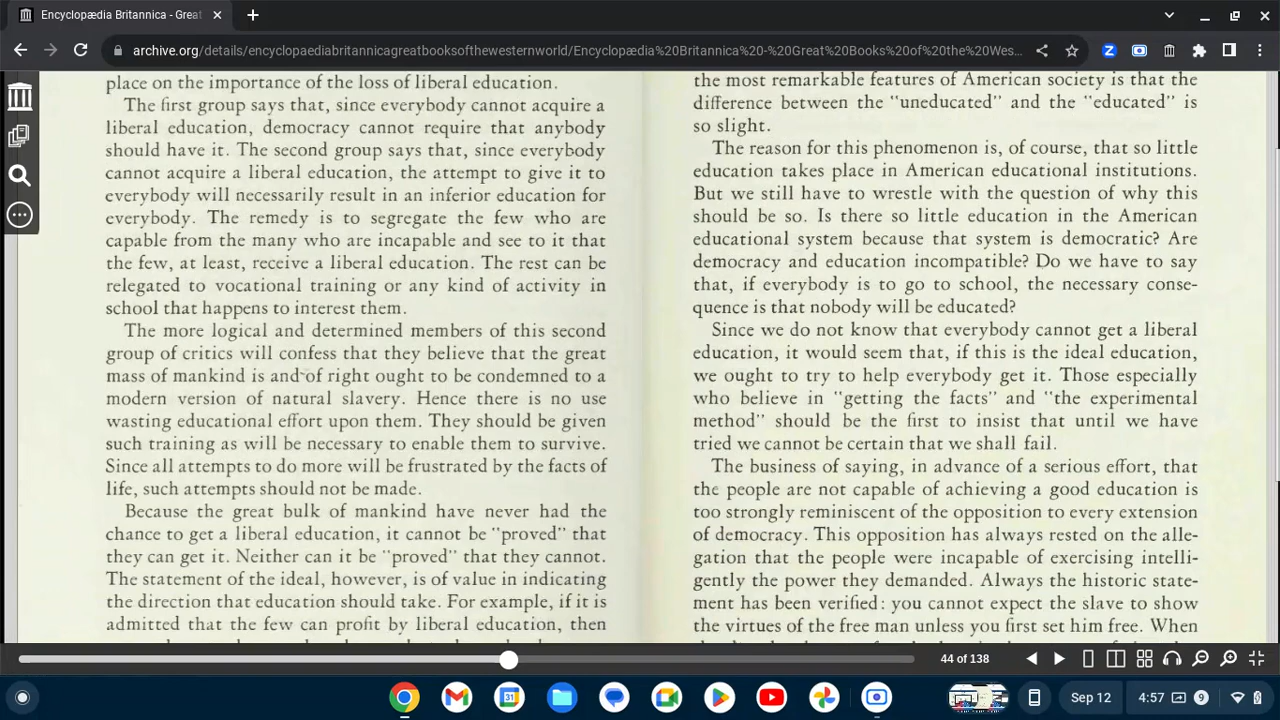 Encyclopædia Britannica - Great
archive.org/details/encyclopaediabritannicagreatbooksofthewesternworld/Encyclopædia%20Britannica%20-%20Great%20Books%20of%20the%20Wes...
place on the importance of the loss of liberal education.
The first group says that, since everybody cannot acquire a
liberal education, democracy cannot require that anybody
should have it. The second group says that, since everybody
cannot acquire a liberal education, the attempt to give it to
everybody will necessarily result in an inferior education for
everybody. The remedy is to segregate the few who are
capable from the many who are incapable and see to it that
the few, at least, receive a liberal education. The rest can be
relegated to vocational training or any kind of activity in
school that happens to interest them.
The more logical and determined members of this second
group of critics will confess that they believe that the great
mass of mankind is and of right ought to be condemned to a
modern version of natural slavery. Hence there is no use
wasting educational effort upon them. They should be given
such training as will be necessary to enable them to survive.
Since all attempts to do more will be frustrated by the facts of
life, such attempts should not be made.
Because the great bulk of mankind have never had the
chance to get a liberal education, it cannot be "proved" that
they can get it. Neither can it be "proved" that they cannot.
The statement of the ideal, however, is of value in indicating
the direction that education should take. For example, if it is
admitted that the few can profit by liberal education, then
the most remarkable features of American society is that the
difference between the "uneducated" and the "educated" is
so slight.
The reason for this phenomenon is, of course, that so little
education takes place in American educational institutions.
But we still have to wrestle with the question of why this
should be so. Is there so little education in the American
educational system because that system is democratic? Are
democracy and education incompatible? Do we have to say
that, if everybody is to go to school, the necessary conse-
quence is that nobody will be educated?
Since we do not know that everybody cannot get a liberal
education, it would seem that, if this is the ideal education,
we ought to try to help everybody get it. Those especially
who believe in "getting the facts" and "the experimental
method" should be the first to insist that until we have
tried we cannot be certain that we shall fail.
The business of saying, in advance of a serious effort, that
the people are not capable of achieving a good education is
too strongly reminiscent of the opposition to every extension
of democracy. This opposition has always rested on the alle-
gation that the people were incapable of exercising intelli-
gently the power they demanded. Always the historic state-
ment has been verified: you cannot expect the slave to show
the virtues of the free man unless you first set him free. When
44 of 138
31
Sep 12
4:57
9